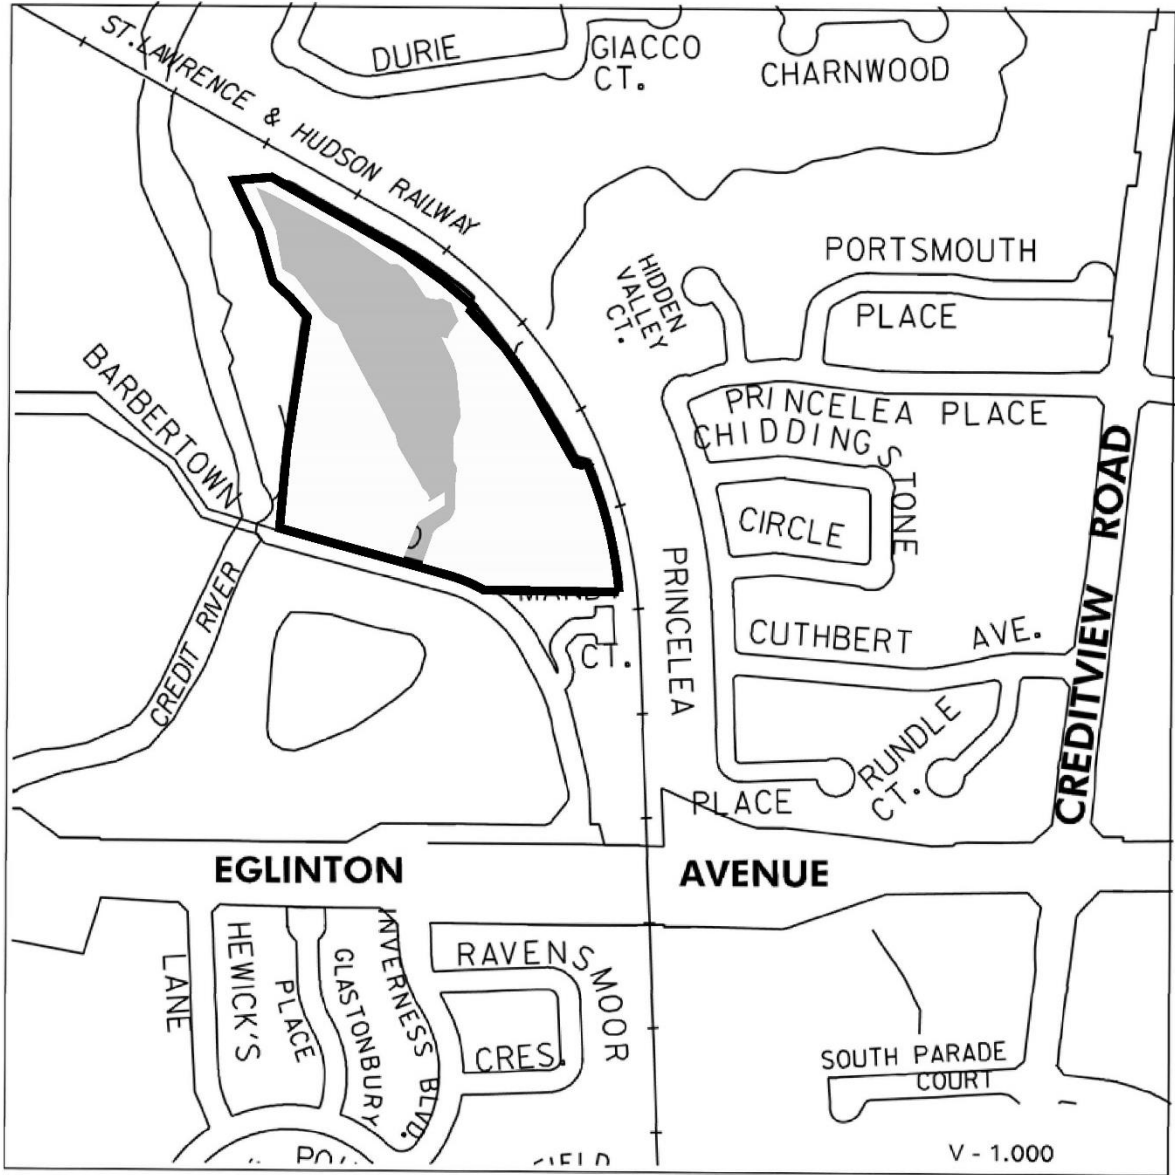 ST. LAWRENCE & HUDSON RAILWAY
DURIE
GIACCO
CT.
CHARNWOOD
PORTSMOUTH
PLACE
HIDDEN
VALLEY
CT.
BARBERTOWN
PRINCELEA PLACE
CHIDDINGSTONE
CIRCLE
CREDITVIEW ROAD
PRINCELEA
CREDIT RIVER
CT.
CUTHBERT AVE.
RUNDLE
CT.
PLACE
EGLINTON AVENUE
LANE
HEWICK'S
PLACE
GLASTONBURY
INVERNESS BLVD.
RAVENSMOOR
CRES.
SOUTH PARADE
COURT
V - 1.000